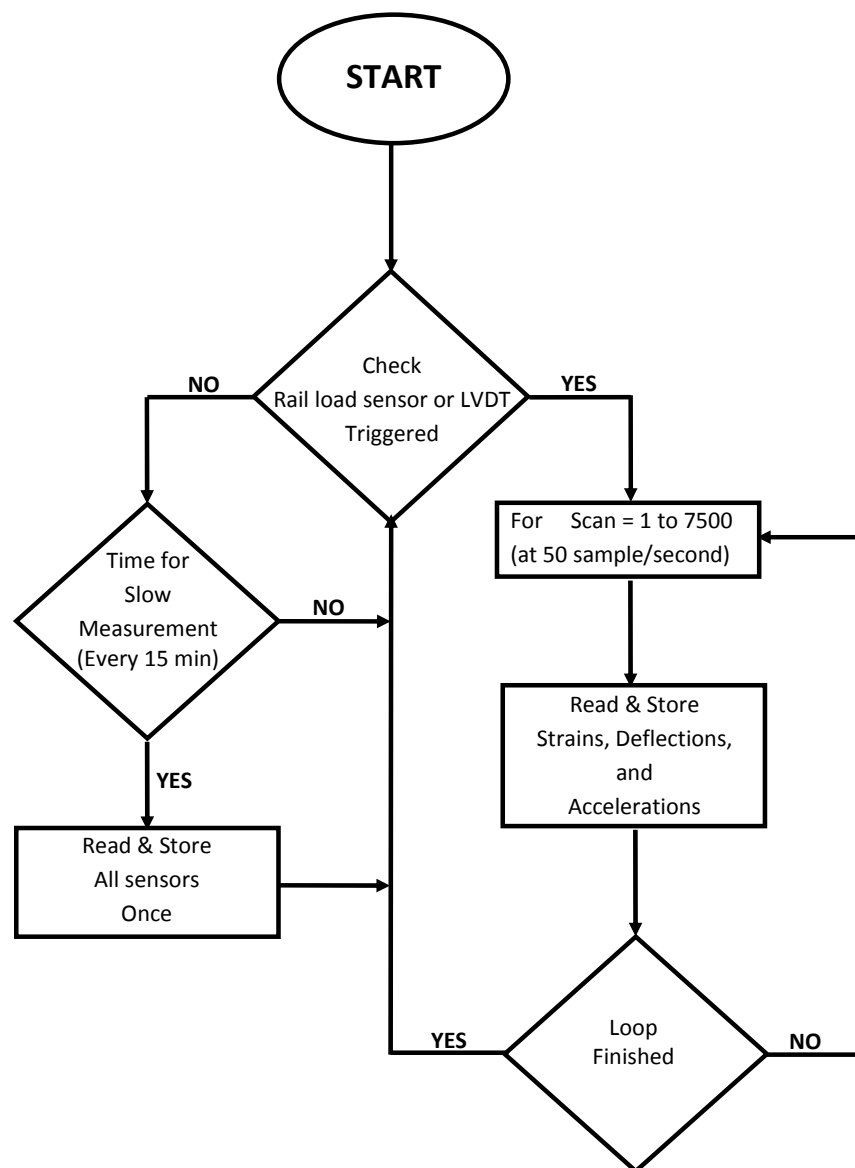 START
Check
Rail load sensor or LVDT
Triggered
NO
YES
For Scan = 1 to 7500
(at 50 sample/second)
Time for
Slow
Measurement
(Every 15 min)
NO
Read & Store
Strains, Deflections,
and
Accelerations
YES
Read & Store
All sensors
Once
Loop
Finished
YES
NO